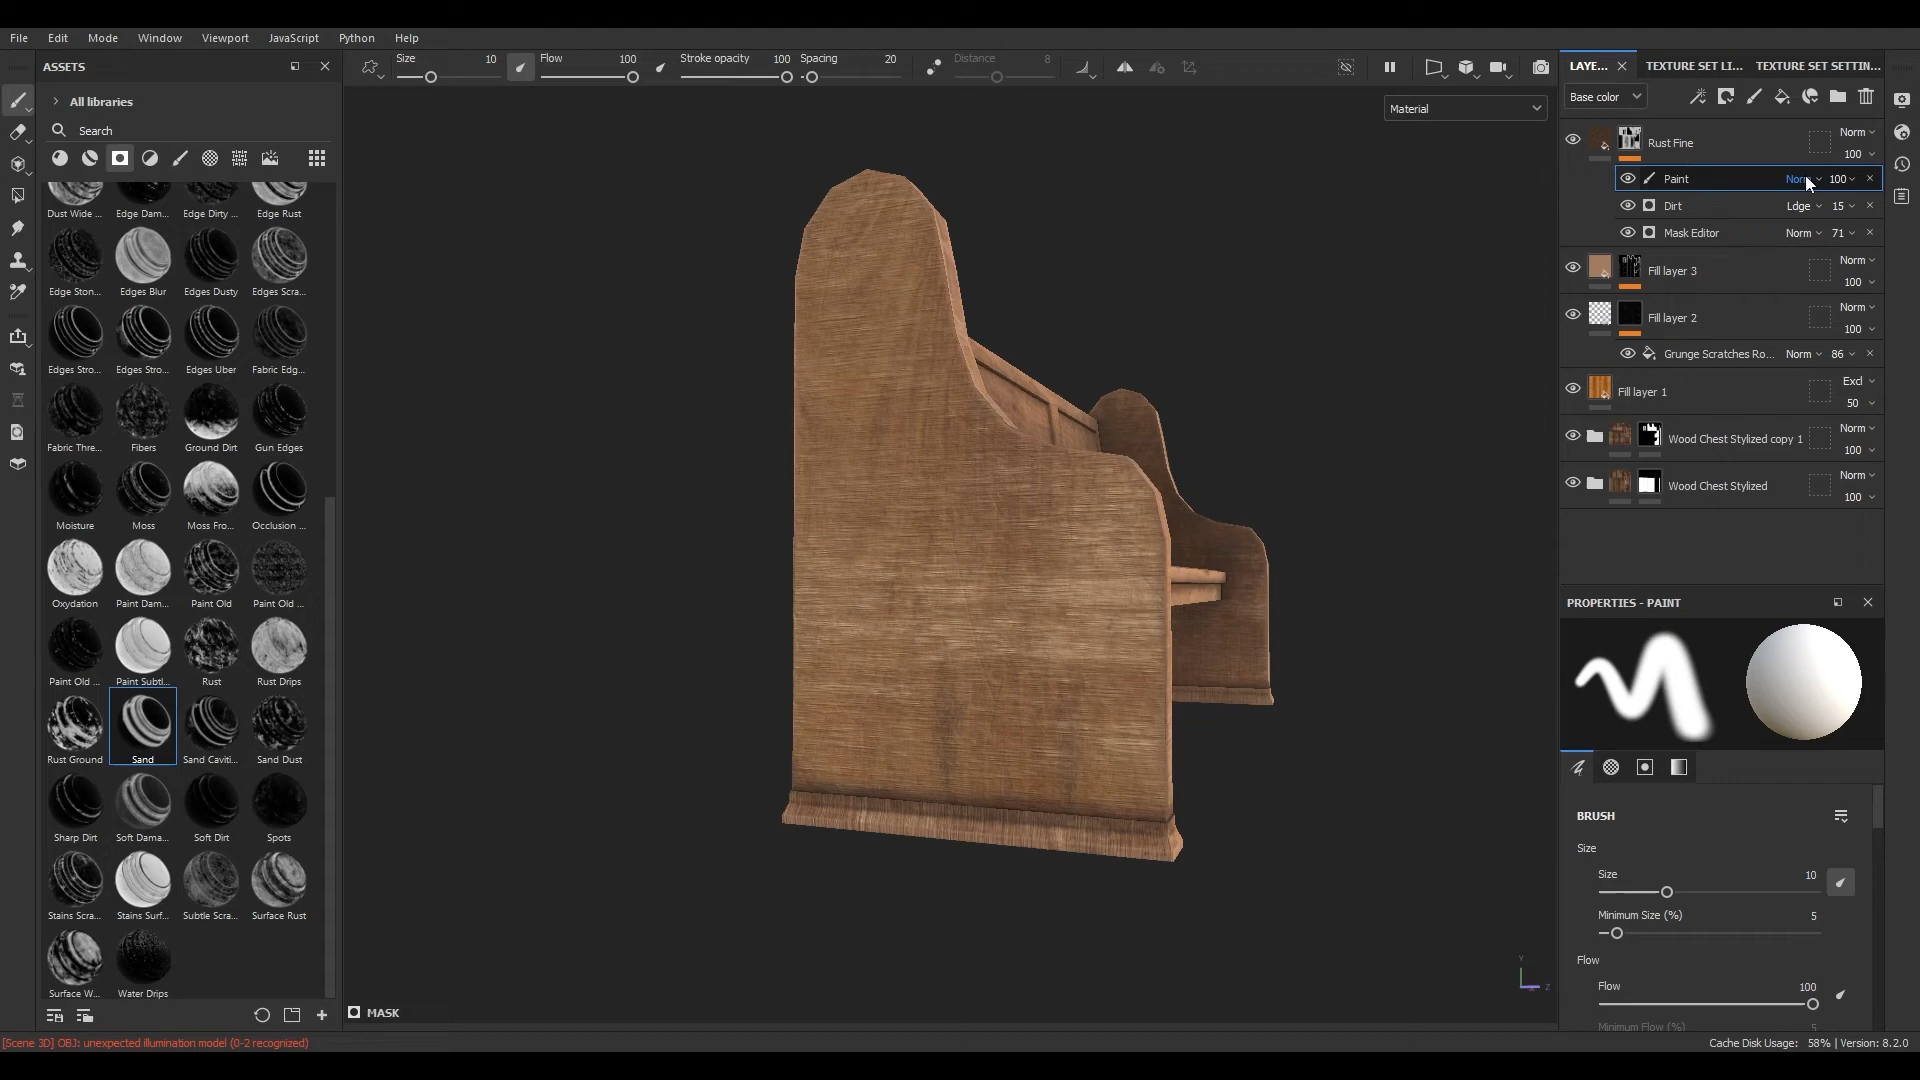 File Edit Mode Window Viewport JavaScript Python Help
ASSETS
All libraries
Search
Dust Wide ... Edge Dam... Edge Dirty ... Edge Rust
Edge Ston... Edges Blur Edges Dusty Edges Scra...
Edges Stro... Edges Stro... Edges Uber Fabric Edg...
Fabric Thre... Fibers Ground Dirt Gun Edges
Moisture Moss Moss Fro... Occlusion ...
Oxydation Paint Dam... Paint Old Paint Old ...
Paint Old ... Paint Subtl... Rust Rust Drips
Rust Ground Sand Sand Caviti... Sand Dust
Sharp Dirt Soft Dama... Soft Dirt Spots
Stains Scra... Stains Surf... Subtle Scra... Surface Rust
Surface W... Water Drips
Size 10 Flow 100 Stroke opacity 100 Spacing 20 Distance 8
Material
Y
Z
MASK
LAYE... TEXTURE SET LI... TEXTURE SET SETTIN...
Base color
Rust Fine Norm 100
Paint Norm 100
Dirt Ldge 15
Mask Editor Norm 71
Fill layer 3 Norm 100
Fill layer 2 Norm 100
Grunge Scratches Ro... Norm 86
Fill layer 1 Excl 50
Wood Chest Stylized copy 1 Norm 100
Wood Chest Stylized Norm 100
PROPERTIES - PAINT
BRUSH
Size
Size 10
Minimum Size (%) 5
Flow
Flow 100
Minimum Flow (%) 5
[Scene 3D] OBJ: unexpected illumination model (0-2 recognized)
Cache Disk Usage: 58% | Version: 8.2.0